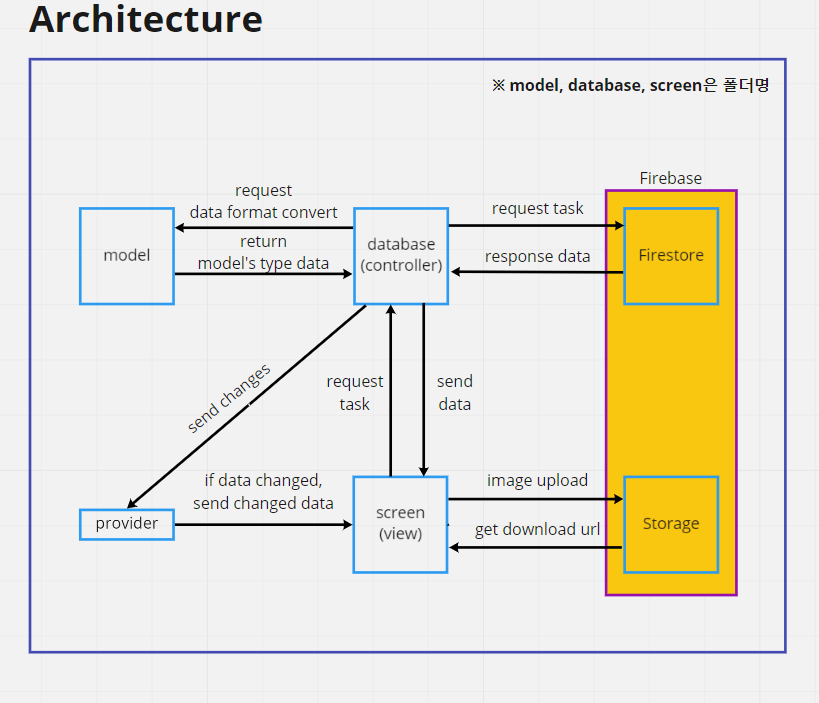 Architecture
※ model, database, screen은 폴더명
Firebase
request
data format convert
request task
model
database
(controller)
Firestore
return
model's type data
response data
send changes
request
task
send
data
if data changed,
send changed data
image upload
provider
screen
(view)
get download url
Storage